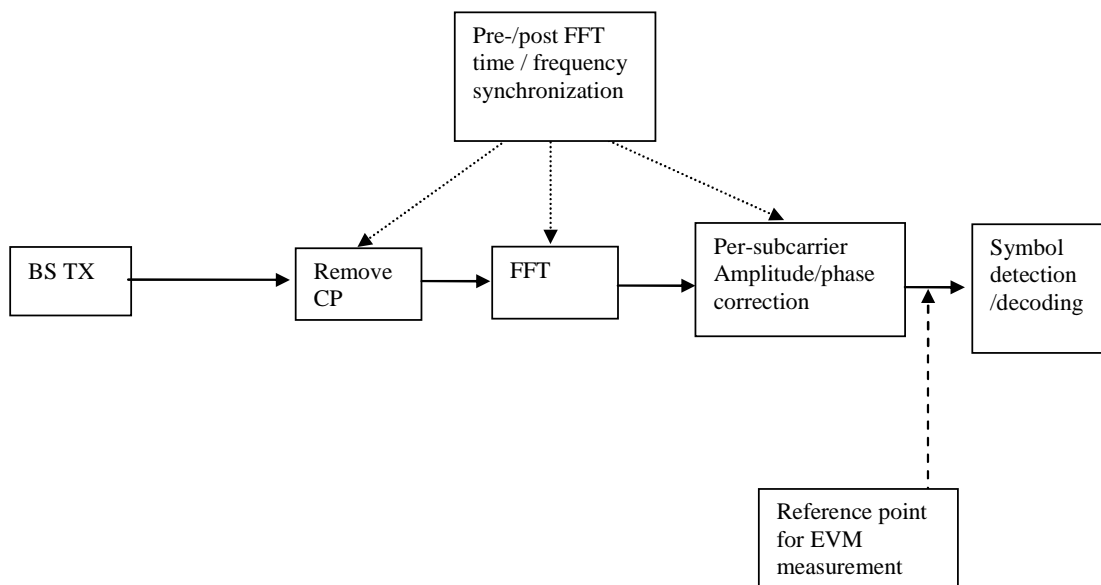 Pre-/post FFT
time / frequency
synchronization
BS TX
Remove
CP
FFT
Per-subcarrier
Amplitude/phase
correction
Symbol
detection
/decoding
Reference point
for EVM
measurement